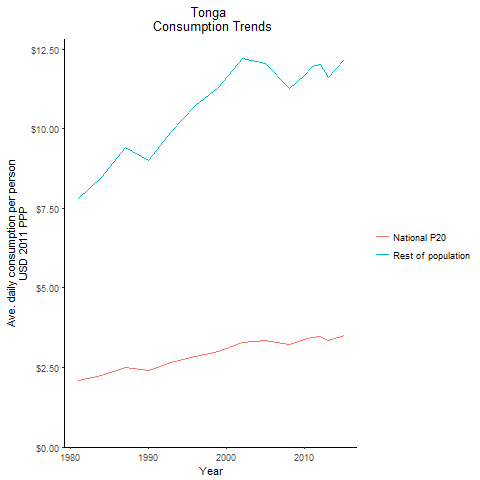 Tonga
Consumption Trends
$12.50
$10.00
$7.50
$5.00
$2.50
$0.00
Ave. daily consumption per person
USD 2011 PPP
1980
1990
2000
2010
Year
National P20
Rest of population